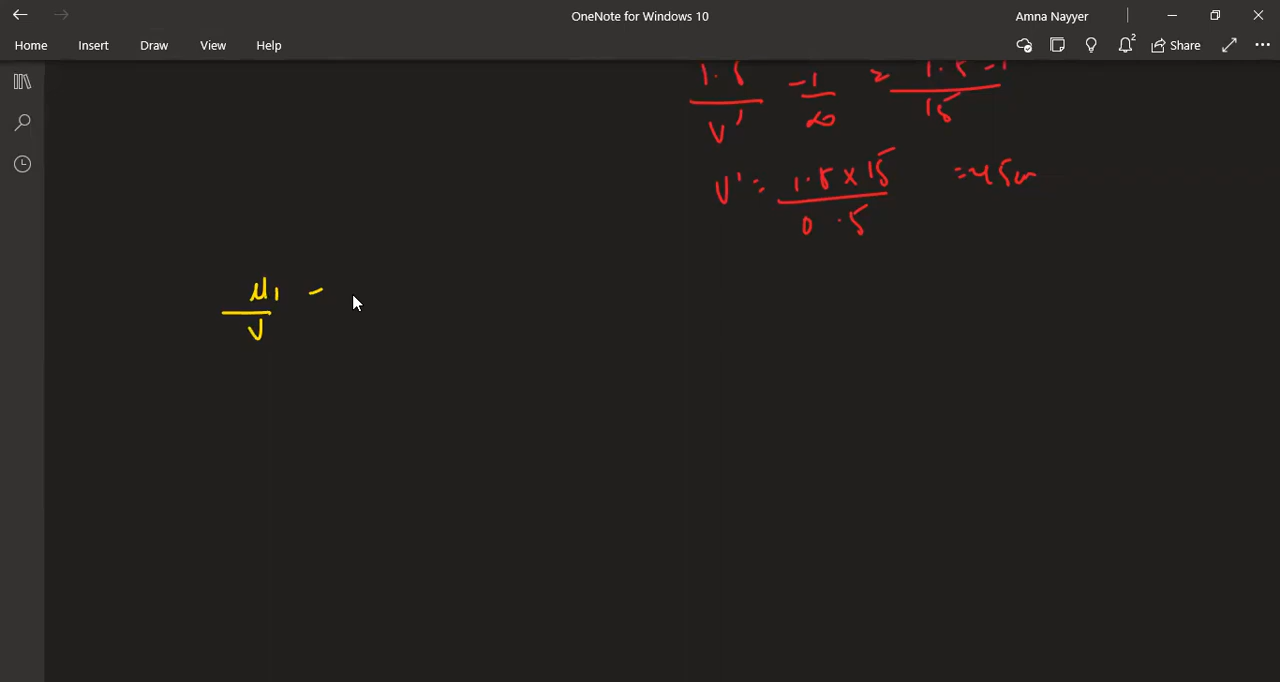 OneNote for Windows 10
Amna Nayyer
Home Insert Draw View Help
2 Share
1.5/v' -1/∞ = 1.5-1/15
v' = 1.5 x 15/0.5 = 45cm
μ1/v -